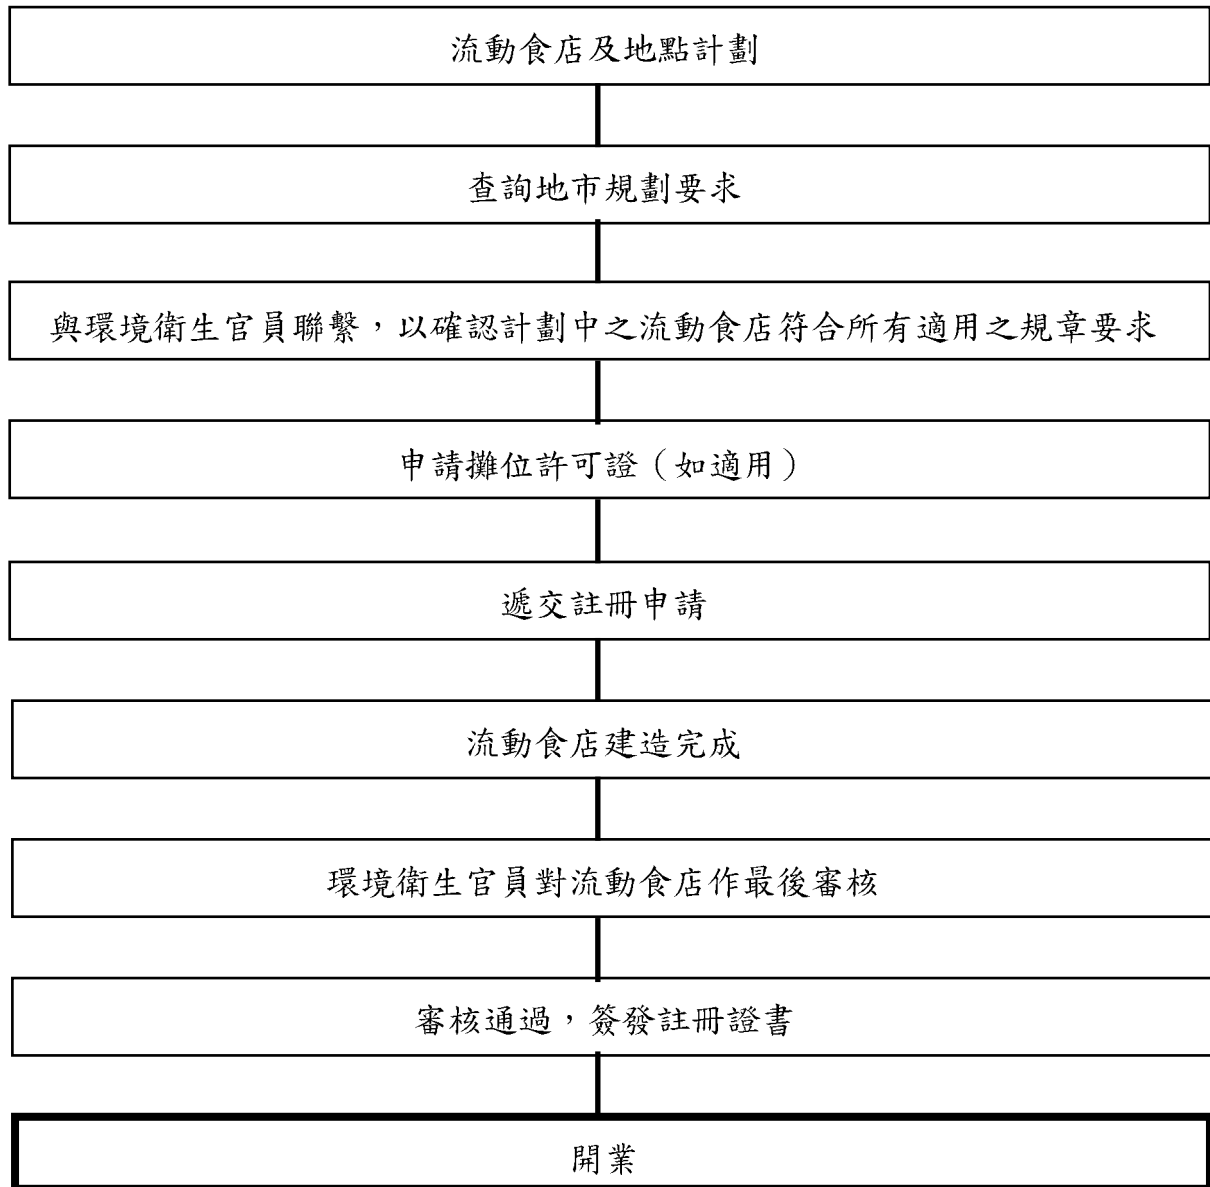 流動食店及地點計劃
查詢地市規劃要求
與環境衛生官員聯繫，以確認計劃中之流動食店符合所有適用之規章要求
申請攤位許可證（如適用）
遞交註冊申請
流動食店建造完成
環境衛生官員對流動食店作最後審核
審核通過，簽發註冊證書
開業